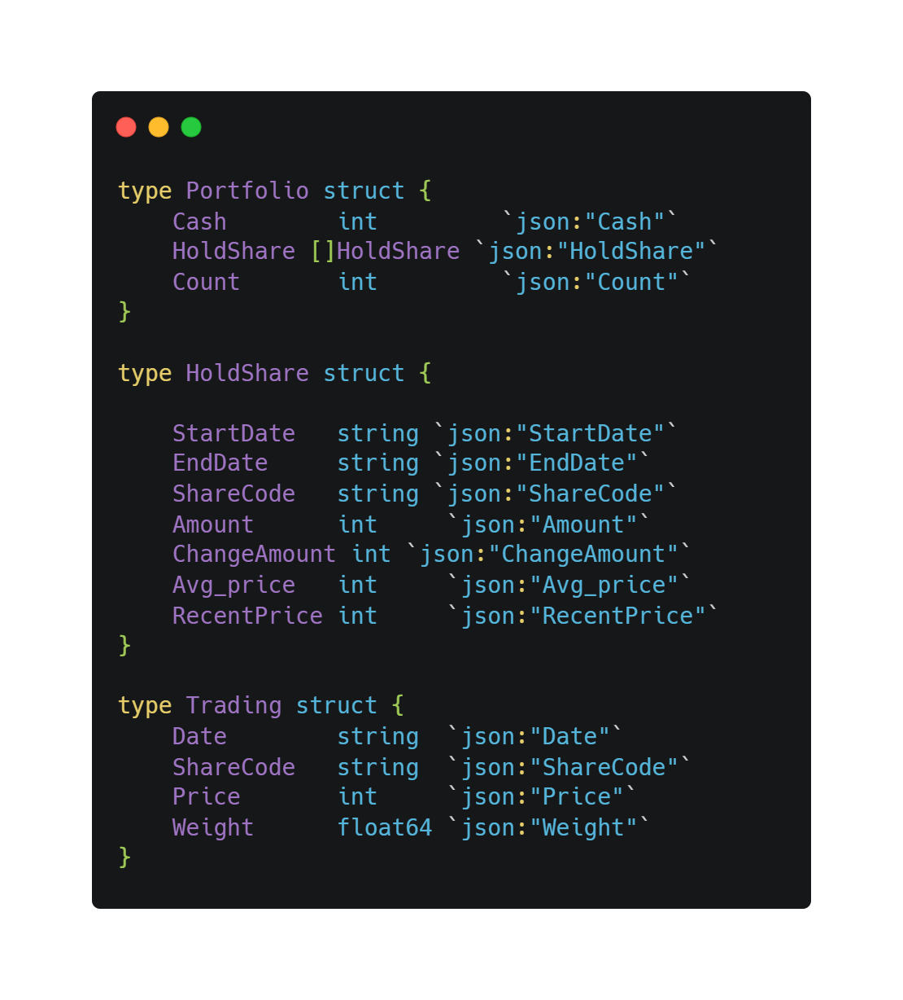 type Portfolio struct {
    Cash        int         `json:"Cash"`
    HoldShare []HoldShare `json:"HoldShare"`
    Count       int         `json:"Count"`
}

type HoldShare struct {

    StartDate   string `json:"StartDate"`
    EndDate     string `json:"EndDate"`
    ShareCode   string `json:"ShareCode"`
    Amount      int     `json:"Amount"`
    ChangeAmount int `json:"ChangeAmount"`
    Avg_price   int     `json:"Avg_price"`
    RecentPrice int     `json:"RecentPrice"`
}

type Trading struct {
    Date        string  `json:"Date"`
    ShareCode   string  `json:"ShareCode"`
    Price       int     `json:"Price"`
    Weight      float64 `json:"Weight"`
}